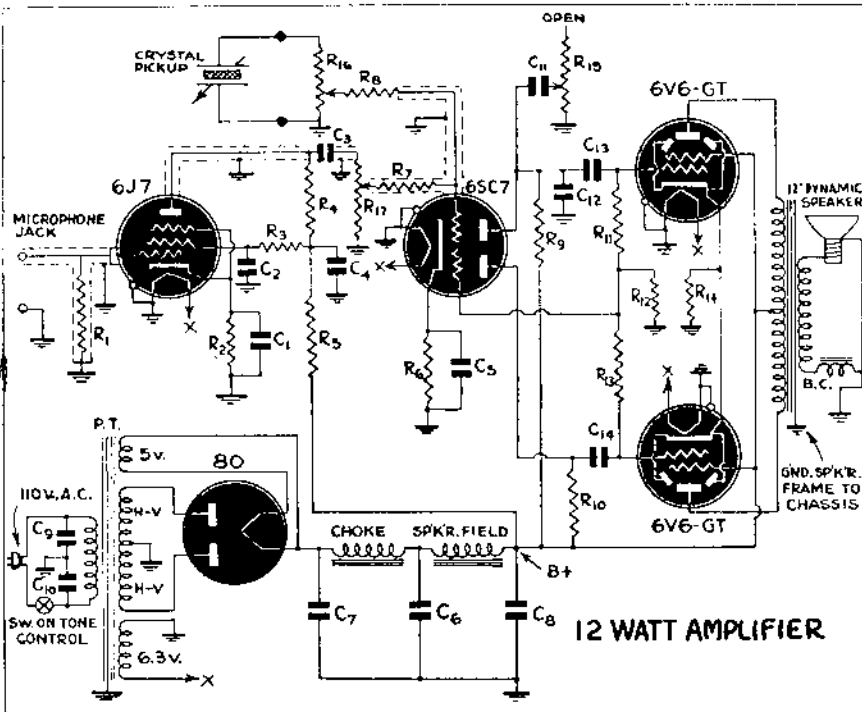 OPEN
CRYSTAL
PICKUP
R16
R8
C11
R15
6V6-GT
C3
C13
6J7
R7
6SC7
12" DYNAMIC
SPEAKER
MICROPHONE
JACK
R4
R17
C12
R9
R11
R3
C2
C4
X
R12
R14
R1
X
X
R2
C1
R5
R6
C5
R13
X
B.C.
P.T.
5V.
80
C14
GND. SP'K'R.
FRAME TO
CHASSIS
110V. A.C.
H-V
R10
6V6-GT
C9
CHOKE
SP'KR. FIELD
B+
C10
H-V
SW. ON TONE
CONTROL
C7
C6
C8
12 WATT AMPLIFIER
6.3V.
X